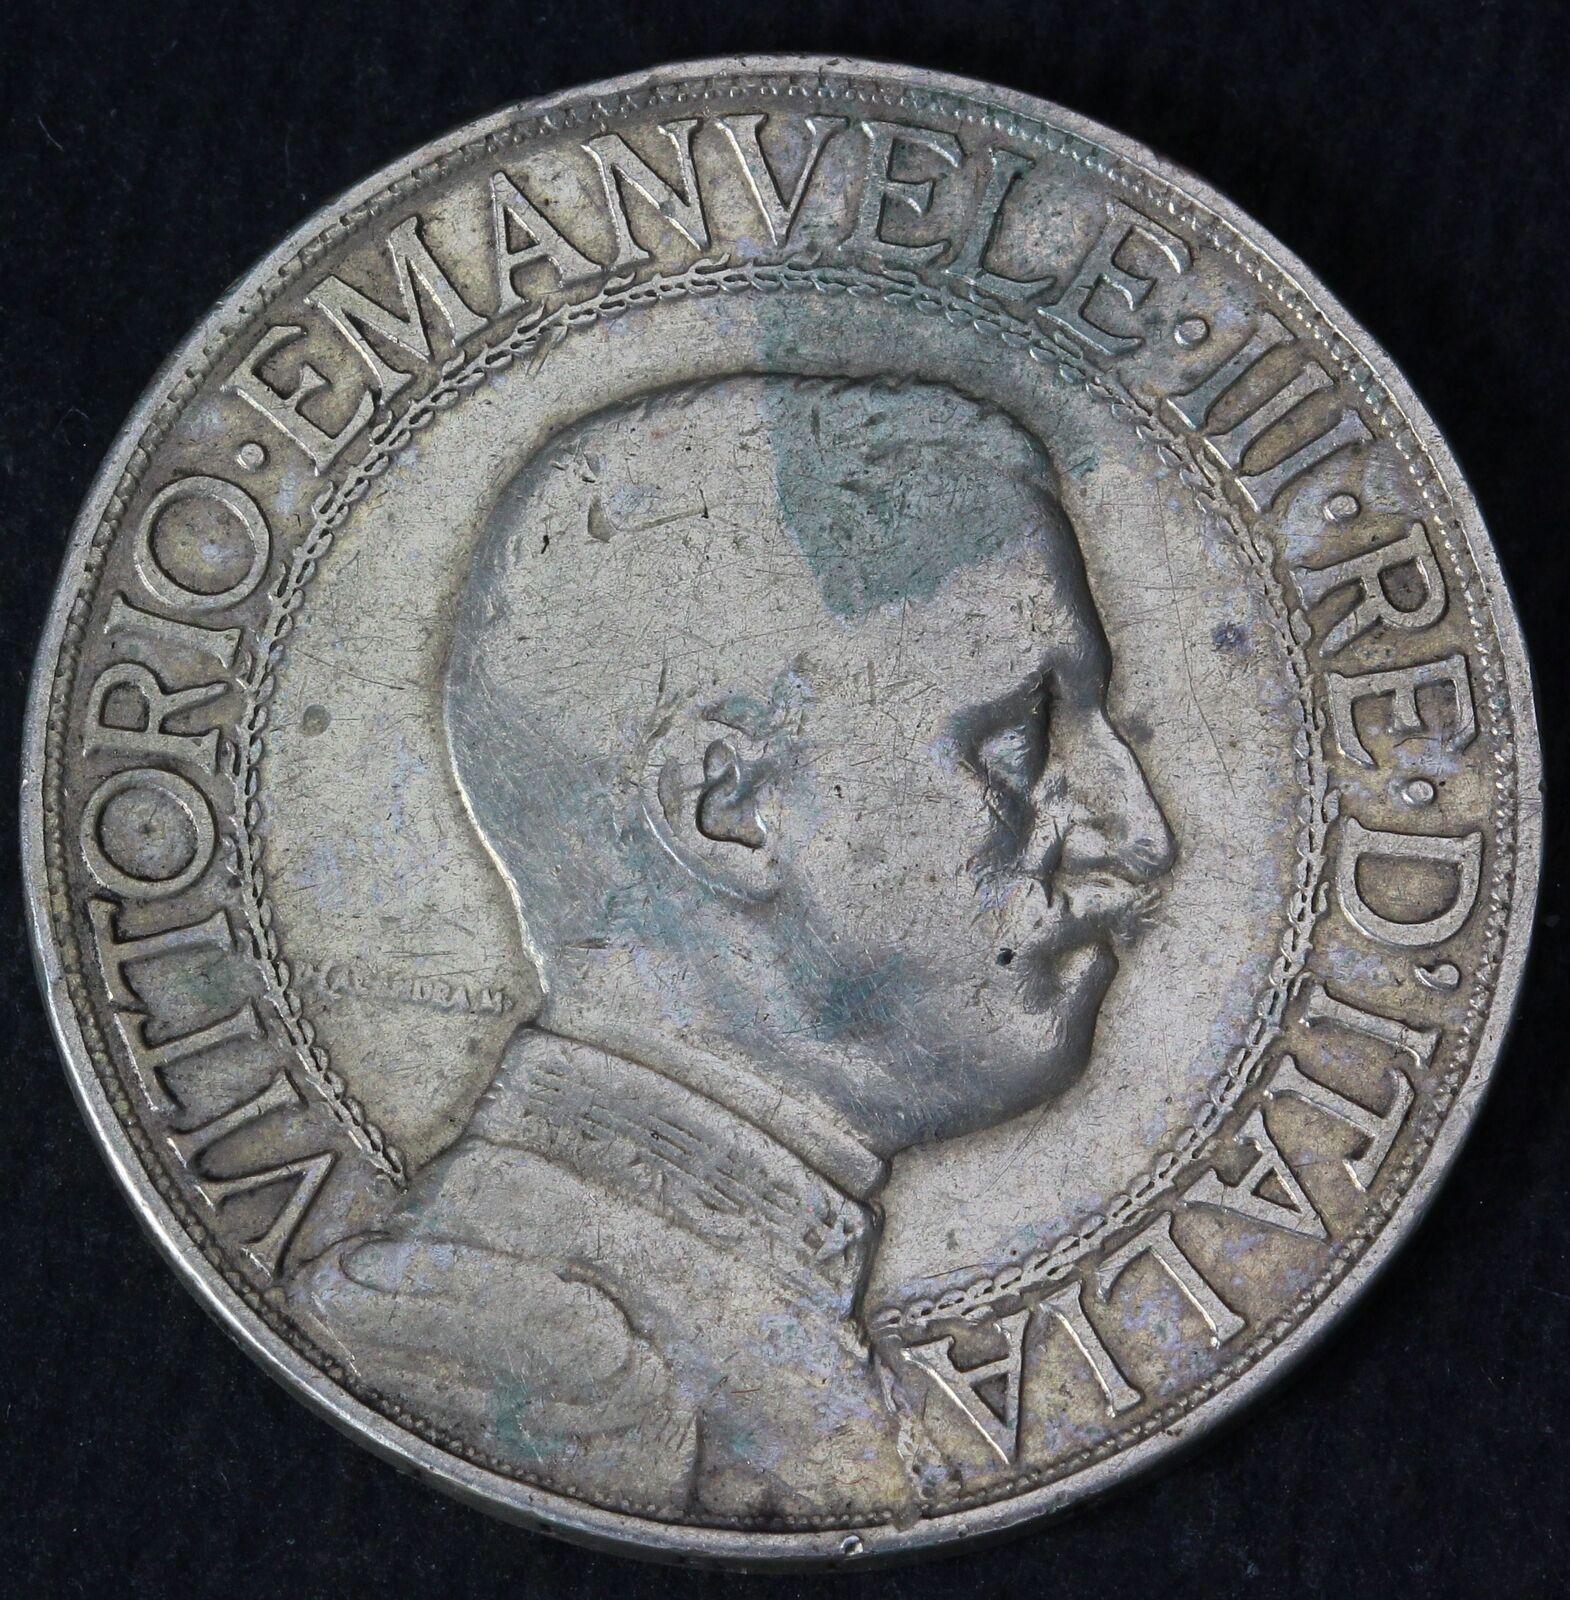 VITTORIO · EMANVELE · III · RE · D'ITALIA